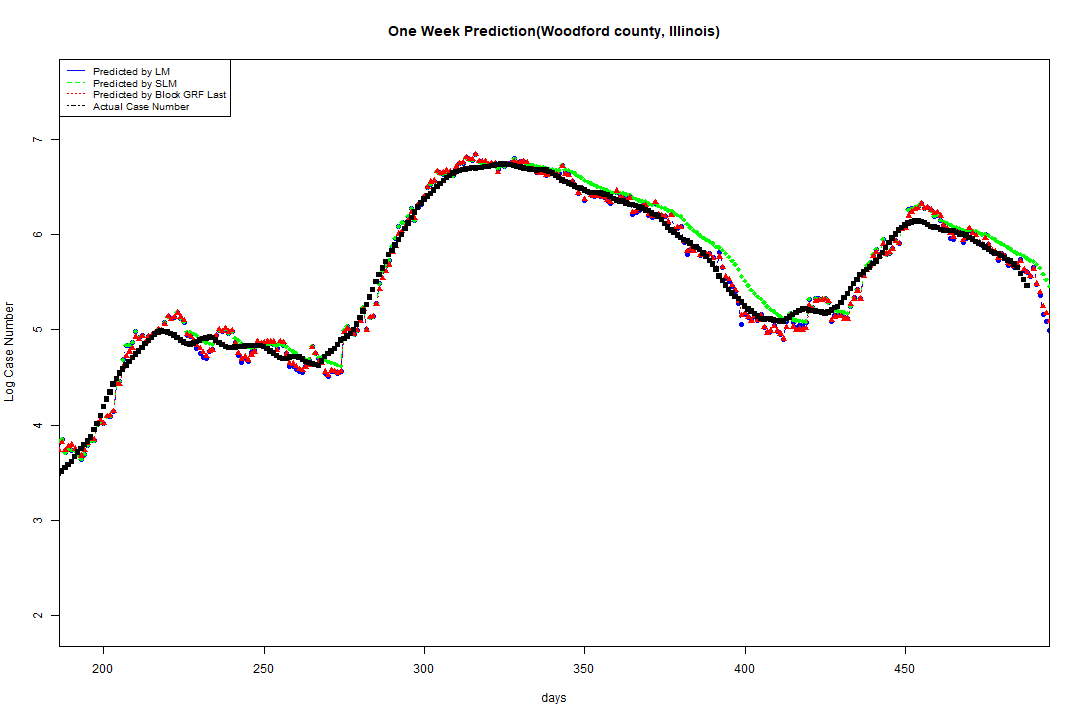 One Week Prediction(Woodford county, Illinois)
Predicted by LM
Predicted by SLM
Predicted by Block GRF Last
Actual Case Number
7
6
5
4
3
2
Log Case Number
200 250 300 350 400 450
days